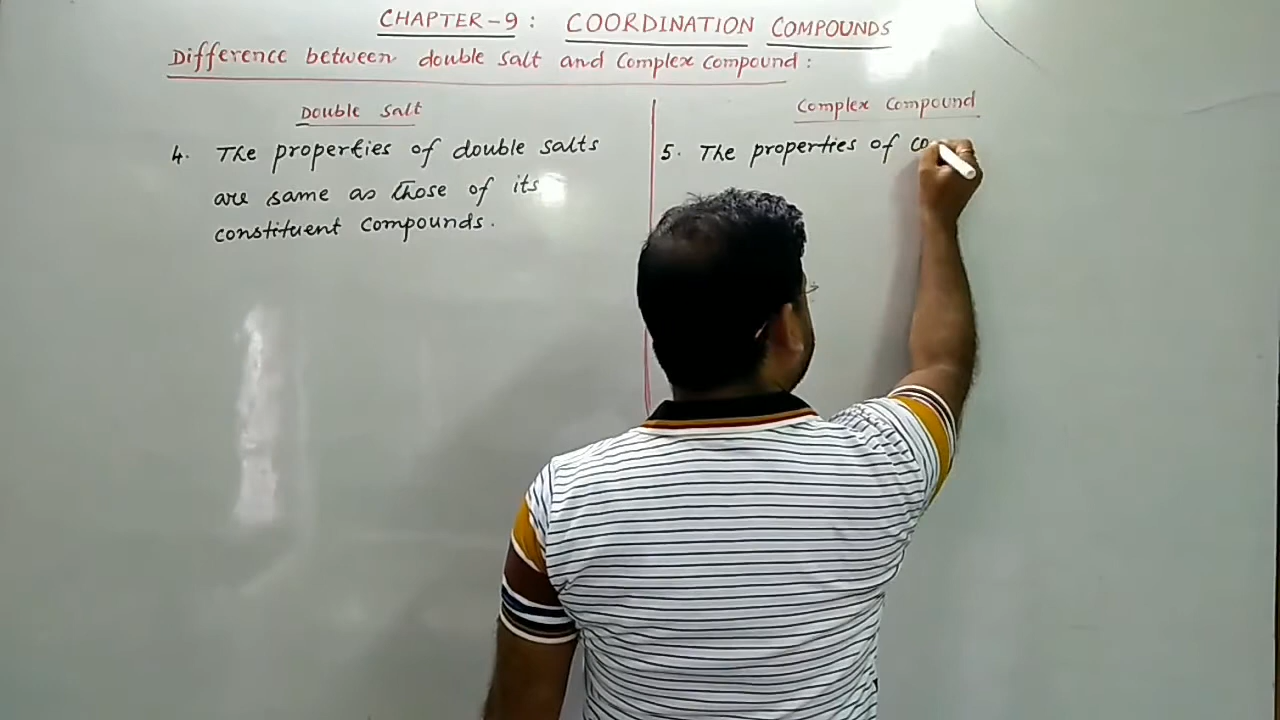 CHAPTER-9: COORDINATION COMPOUNDS
Difference between double salt and Complex Compound:
Double Salt
4. The properties of double salts
are same as those of its
constituent compounds.
Complex Compound
5. The properties of co